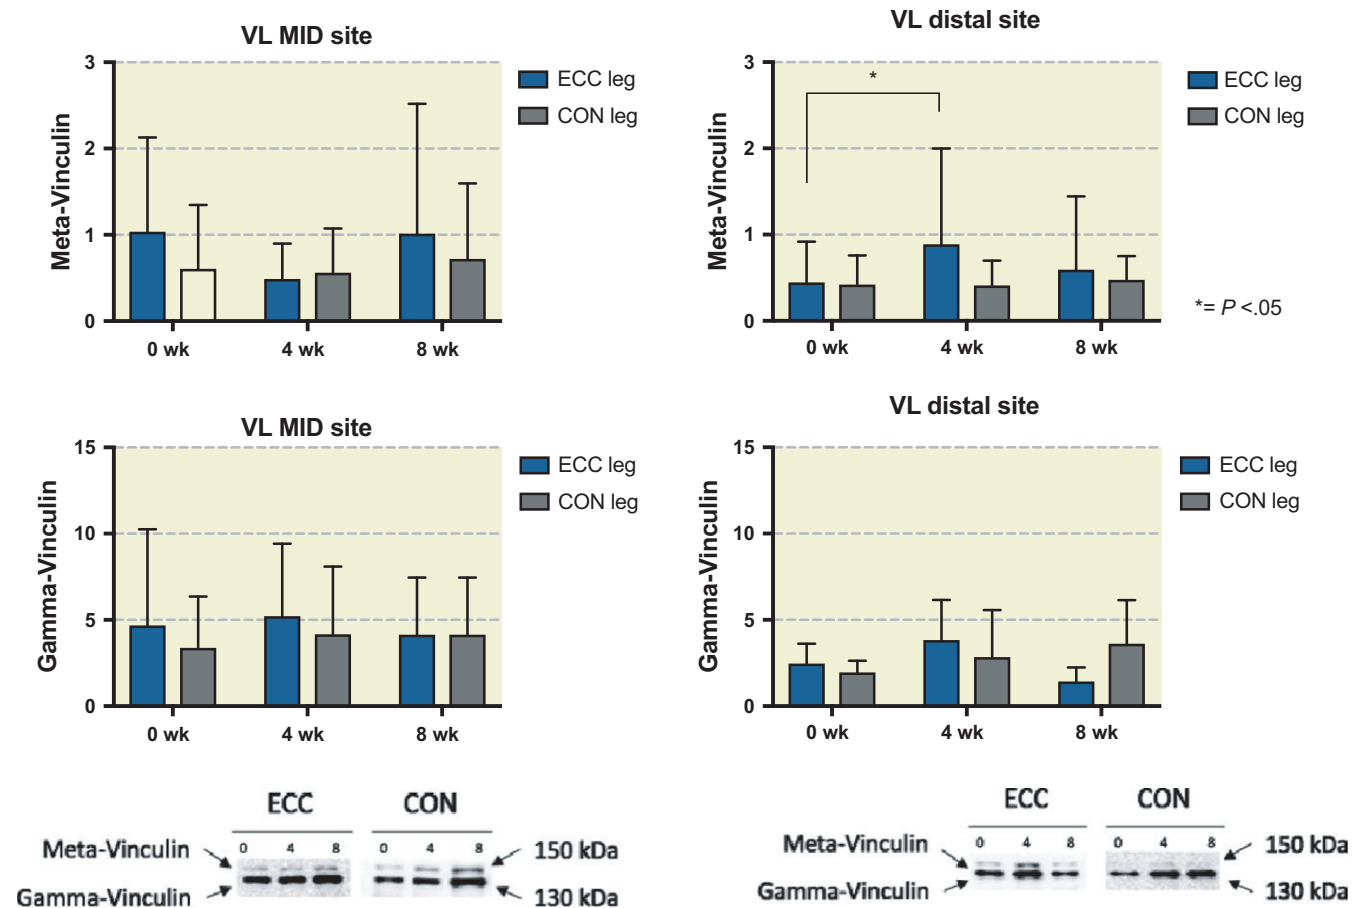 VL MID site
3
2
1
0
Meta-Vinculin
0 wk
4 wk
8 wk
ECC leg
CON leg
VL distal site
3
2
1
0
Meta-Vinculin
*
0 wk
4 wk
8 wk
ECC leg
CON leg
*= P <.05
VL MID site
15
10
5
0
Gamma-Vinculin
0 wk
4 wk
8 wk
ECC leg
CON leg
VL distal site
15
10
5
0
Gamma-Vinculin
0 wk
4 wk
8 wk
ECC leg
CON leg
ECC CON
0 4 8 0 4 8
Meta-Vinculin 150 kDa
Gamma-Vinculin 130 kDa
ECC CON
0 4 8 0 4 8
Meta-Vinculin 150 kDa
Gamma-Vinculin 130 kDa